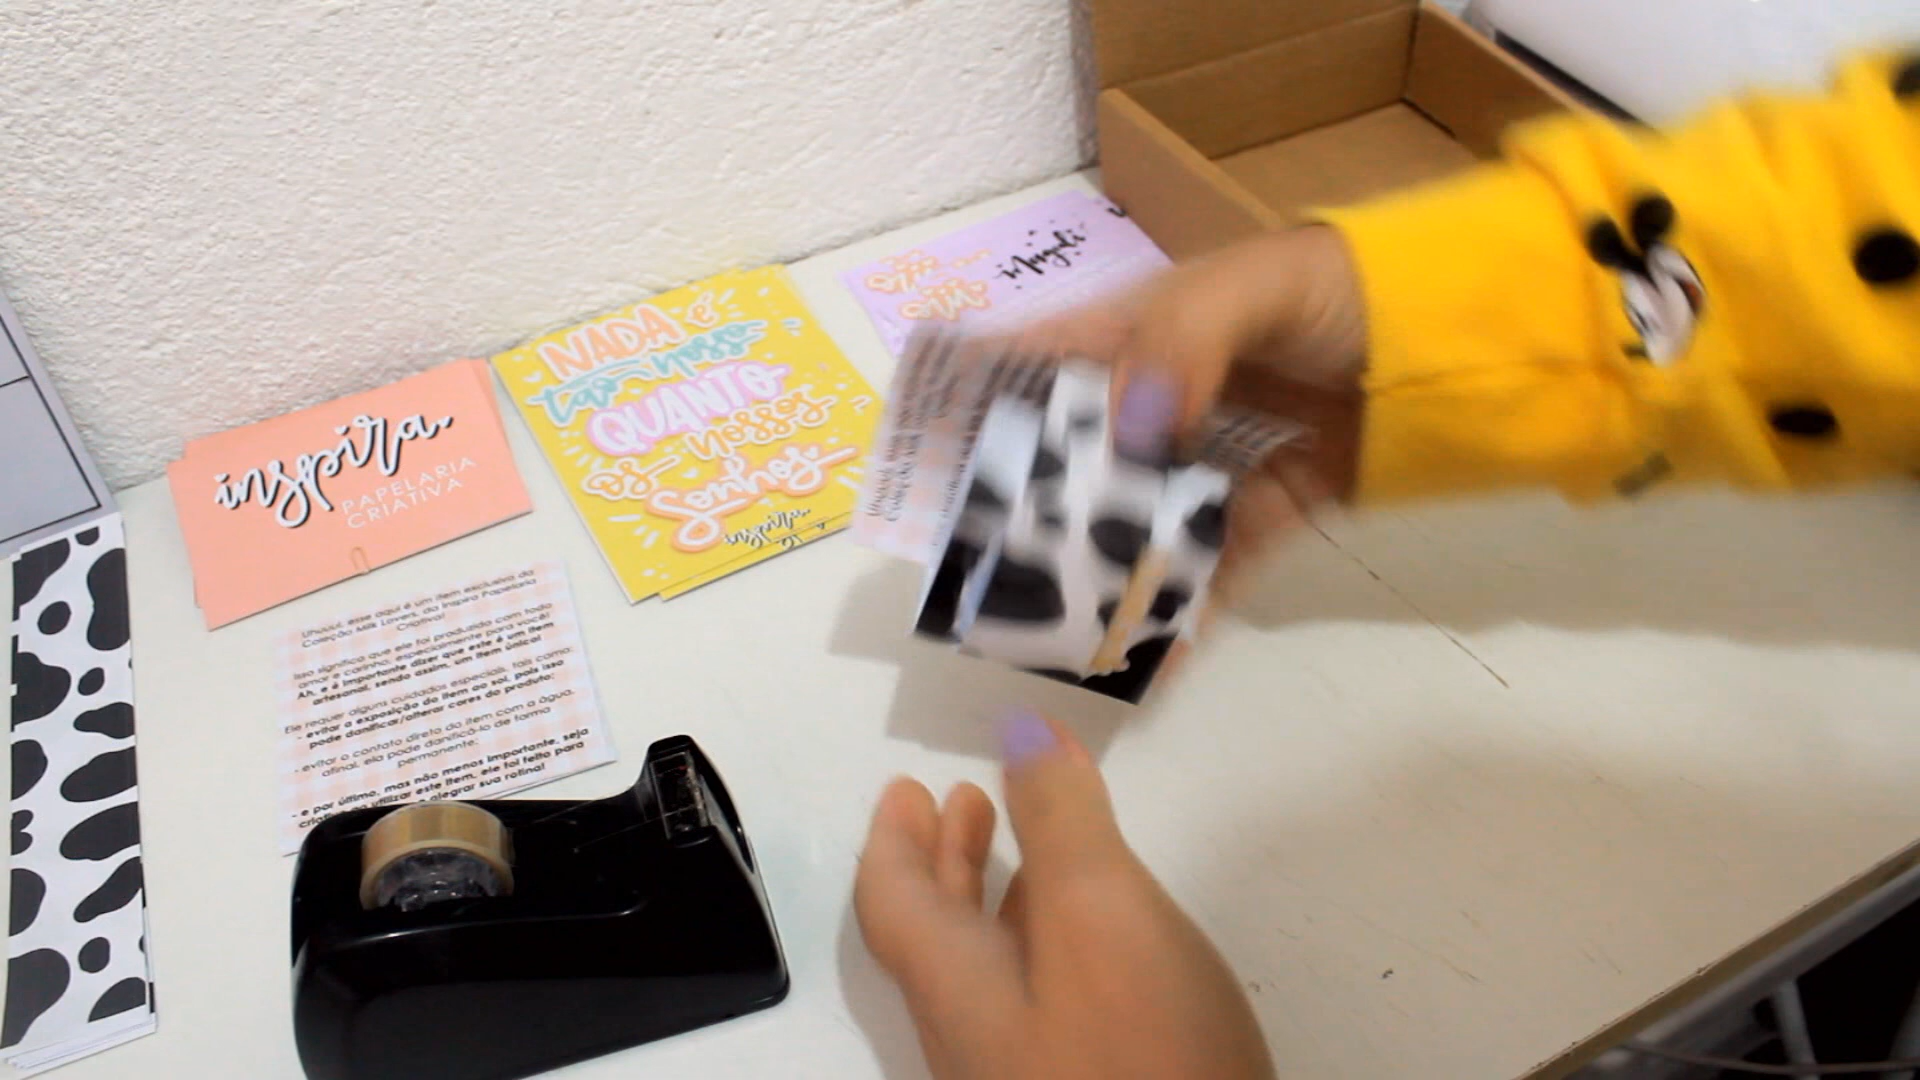 inspira.
PAPELARIA
CRIATIVA
NADA é
tão nosso
QUANTO
os nossos
Sonhos.
inspira.
Oiii
Magali
Uhuuul, esse aqui é um item exclusivo da
Coleção Milk Lovers, da Inspira Papelaria
Criativa!
Isso significa que ele foi produzido com todo
amor e carinho, especialmente para você!
Ah, e é importante dizer que este é um item
artesanal, sendo assim, um item único!
Ele requer alguns cuidados especiais, tais como:
- evitar a exposição do item ao sol, pois isso
pode danificar/alterar cores do produto;
- evitar o contato direto do item com a água,
afinal, ela pode danificá-lo de forma
permanente;
- e por último, mas não menos importante, seja
utilizar este item, ele foi feito para
alegrar sua rotina!